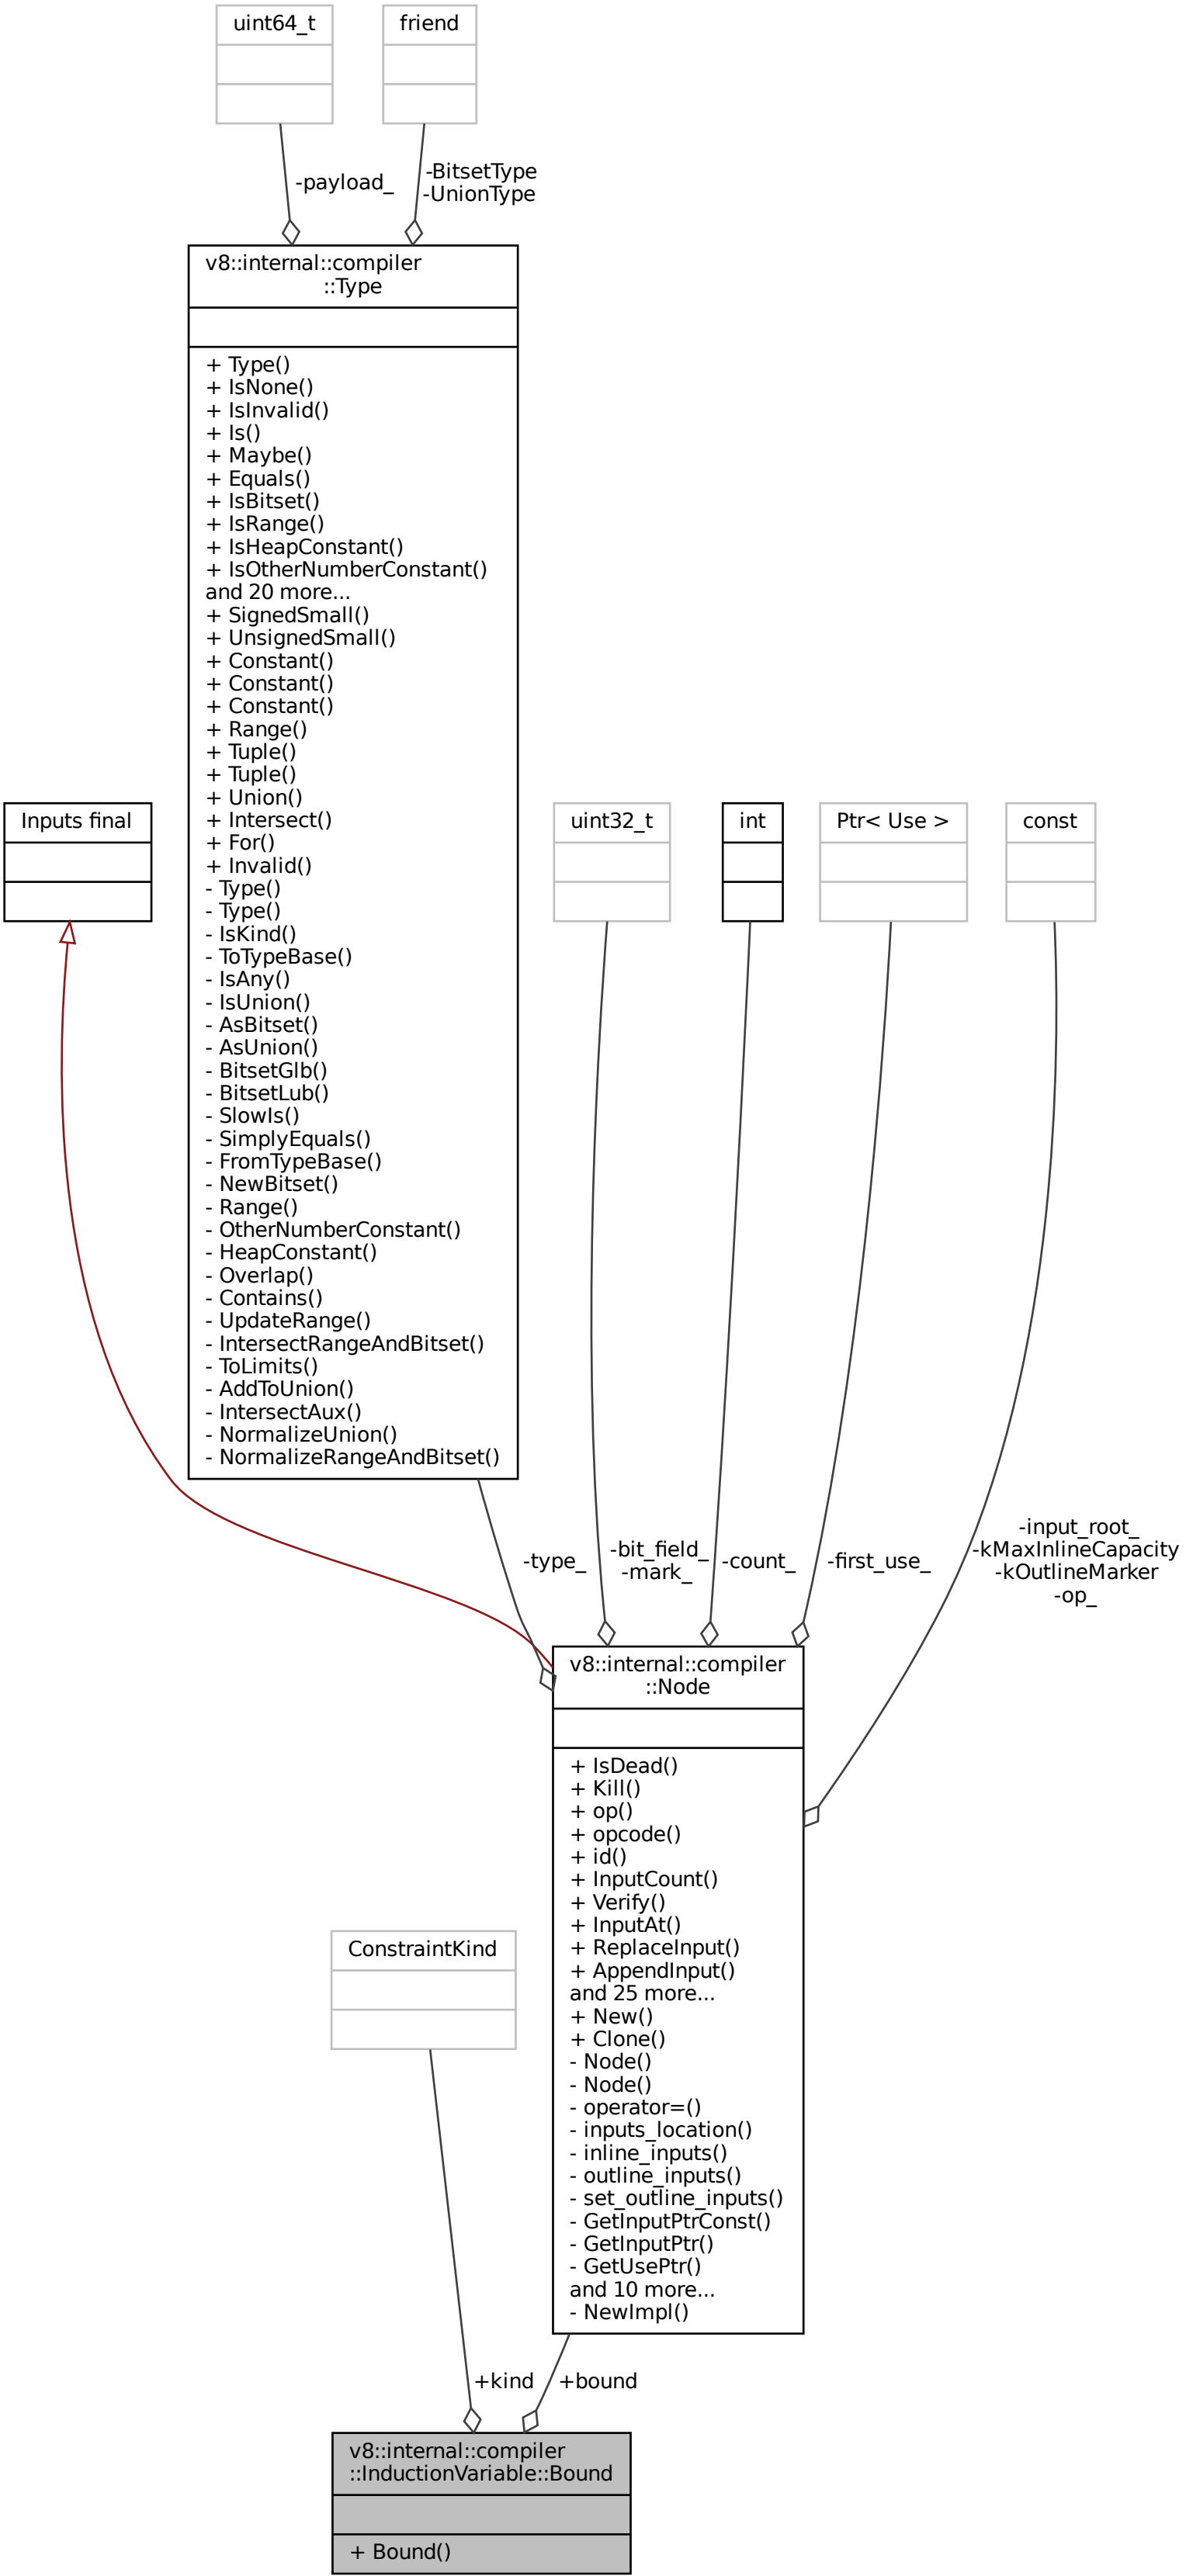 uint64_t
friend
-payload_
-BitsetType
-UnionType
v8::internal::compiler
::Type
+ Type()
+ IsNone()
+ IsInvalid()
+ Is()
+ Maybe()
+ Equals()
+ IsBitset()
+ IsRange()
+ IsHeapConstant()
+ IsOtherNumberConstant()
and 20 more...
+ SignedSmall()
+ UnsignedSmall()
+ Constant()
+ Constant()
+ Constant()
+ Range()
+ Tuple()
+ Tuple()
+ Union()
+ Intersect()
+ For()
+ Invalid()
- Type()
- Type()
- IsKind()
- ToTypeBase()
- IsAny()
- IsUnion()
- AsBitset()
- AsUnion()
- BitsetGlb()
- BitsetLub()
- SlowIs()
- SimplyEquals()
- FromTypeBase()
- NewBitset()
- Range()
- OtherNumberConstant()
- HeapConstant()
- Overlap()
- Contains()
- UpdateRange()
- IntersectRangeAndBitset()
- ToLimits()
- AddToUnion()
- IntersectAux()
- NormalizeUnion()
- NormalizeRangeAndBitset()
Inputs final
uint32_t
int
Ptr< Use >
const
-type_
-bit_field_
-mark_
-count_
-first_use_
-input_root_
-kMaxInlineCapacity
-kOutlineMarker
-op_
v8::internal::compiler
::Node
+ IsDead()
+ Kill()
+ op()
+ opcode()
+ id()
+ InputCount()
+ Verify()
+ InputAt()
+ ReplaceInput()
+ AppendInput()
and 25 more...
+ New()
+ Clone()
- Node()
- Node()
- operator=()
- inputs_location()
- inline_inputs()
- outline_inputs()
- set_outline_inputs()
- GetInputPtrConst()
- GetInputPtr()
- GetUsePtr()
and 10 more...
- NewImpl()
ConstraintKind
+kind
+bound
v8::internal::compiler
::InductionVariable::Bound
+ Bound()